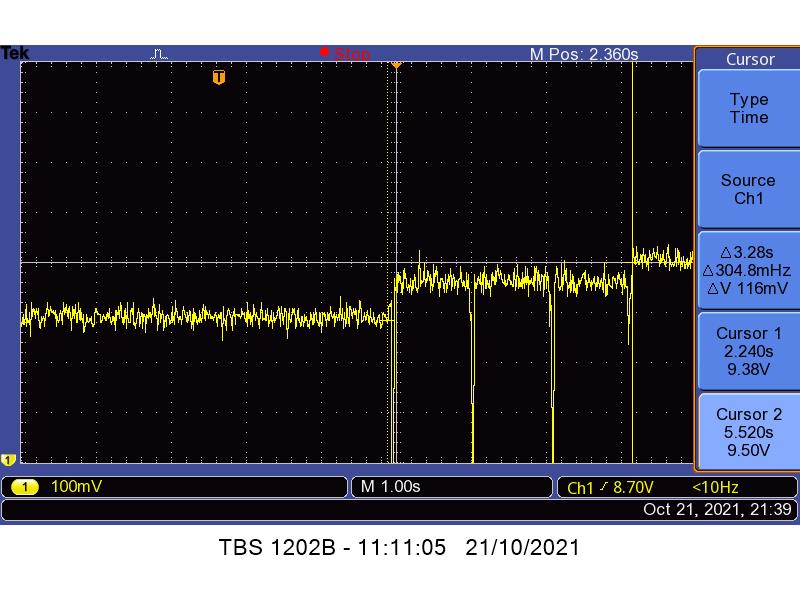 Tek
Stop
M Pos: 2.360s
Cursor
T
Type
Time
Source
Ch1
△3.28s
△304.8mHz
△V 116mV
Cursor 1
2.240s
9.38V
Cursor 2
5.520s
9.50V
1
1 100mV
M 1.00s
Ch1 8.70V
<10Hz
Oct 21, 2021, 21:39
TBS 1202B - 11:11:05 21/10/2021